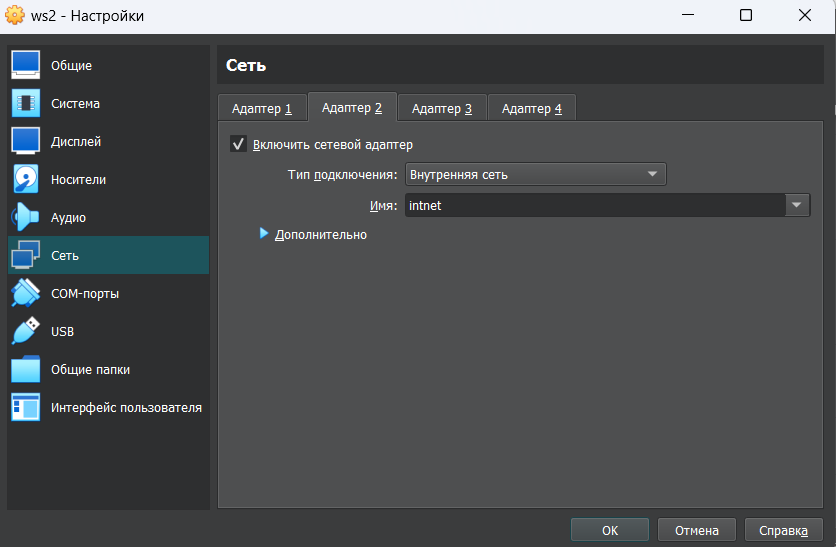 ws2 - Настройки
Общие
Система
Дисплей
Носители
Аудио
Сеть
COM-порты
USB
Общие папки
Интерфейс пользователя
Сеть
Адаптер 1 Адаптер 2 Адаптер 3 Адаптер 4
Включить сетевой адаптер
Тип подключения: Внутренняя сеть
Имя: intnet
Дополнительно
OK Отмена Справка